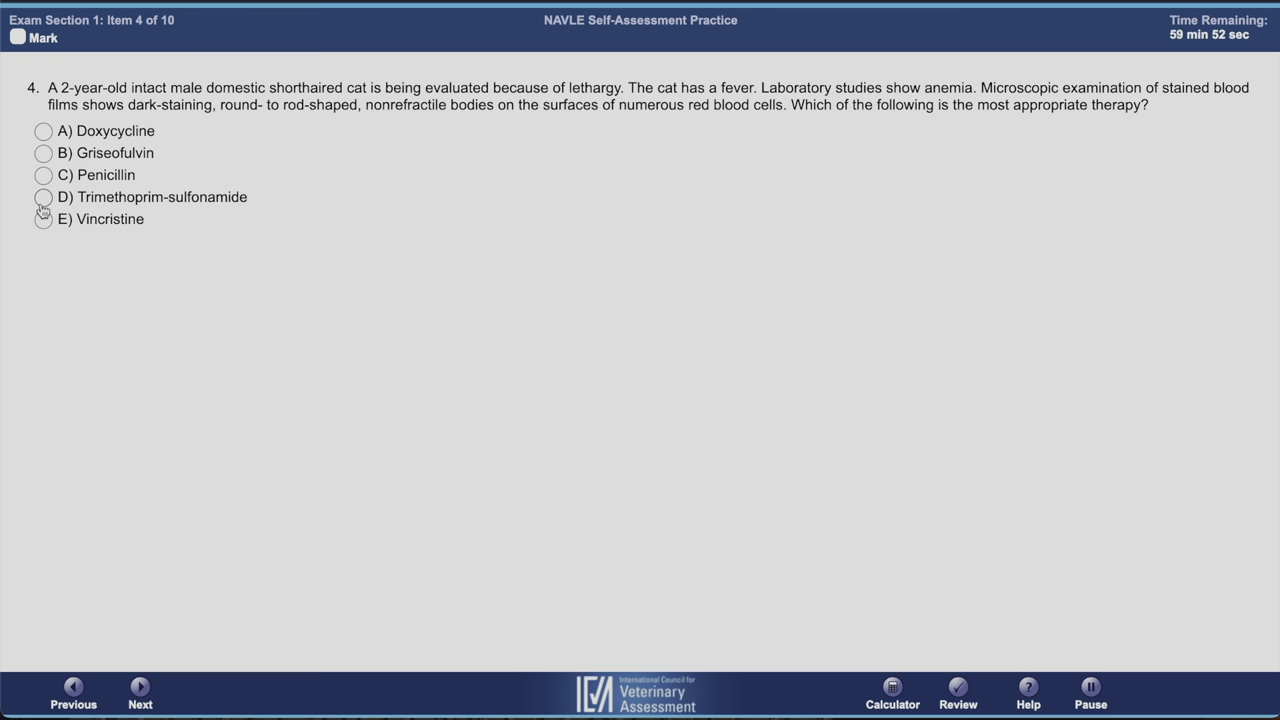 Exam Section 1: Item 4 of 10
NAVLE Self-Assessment Practice
Time Remaining:
59 min 52 sec
Mark
4. A 2-year-old intact male domestic shorthaired cat is being evaluated because of lethargy. The cat has a fever. Laboratory studies show anemia. Microscopic examination of stained blood
films shows dark-staining, round- to rod-shaped, nonrefractile bodies on the surfaces of numerous red blood cells. Which of the following is the most appropriate therapy?
A) Doxycycline
B) Griseofulvin
C) Penicillin
D) Trimethoprim-sulfonamide
E) Vincristine
Previous
Next
International Council for
Veterinary
Assessment
Calculator
Review
Help
Pause